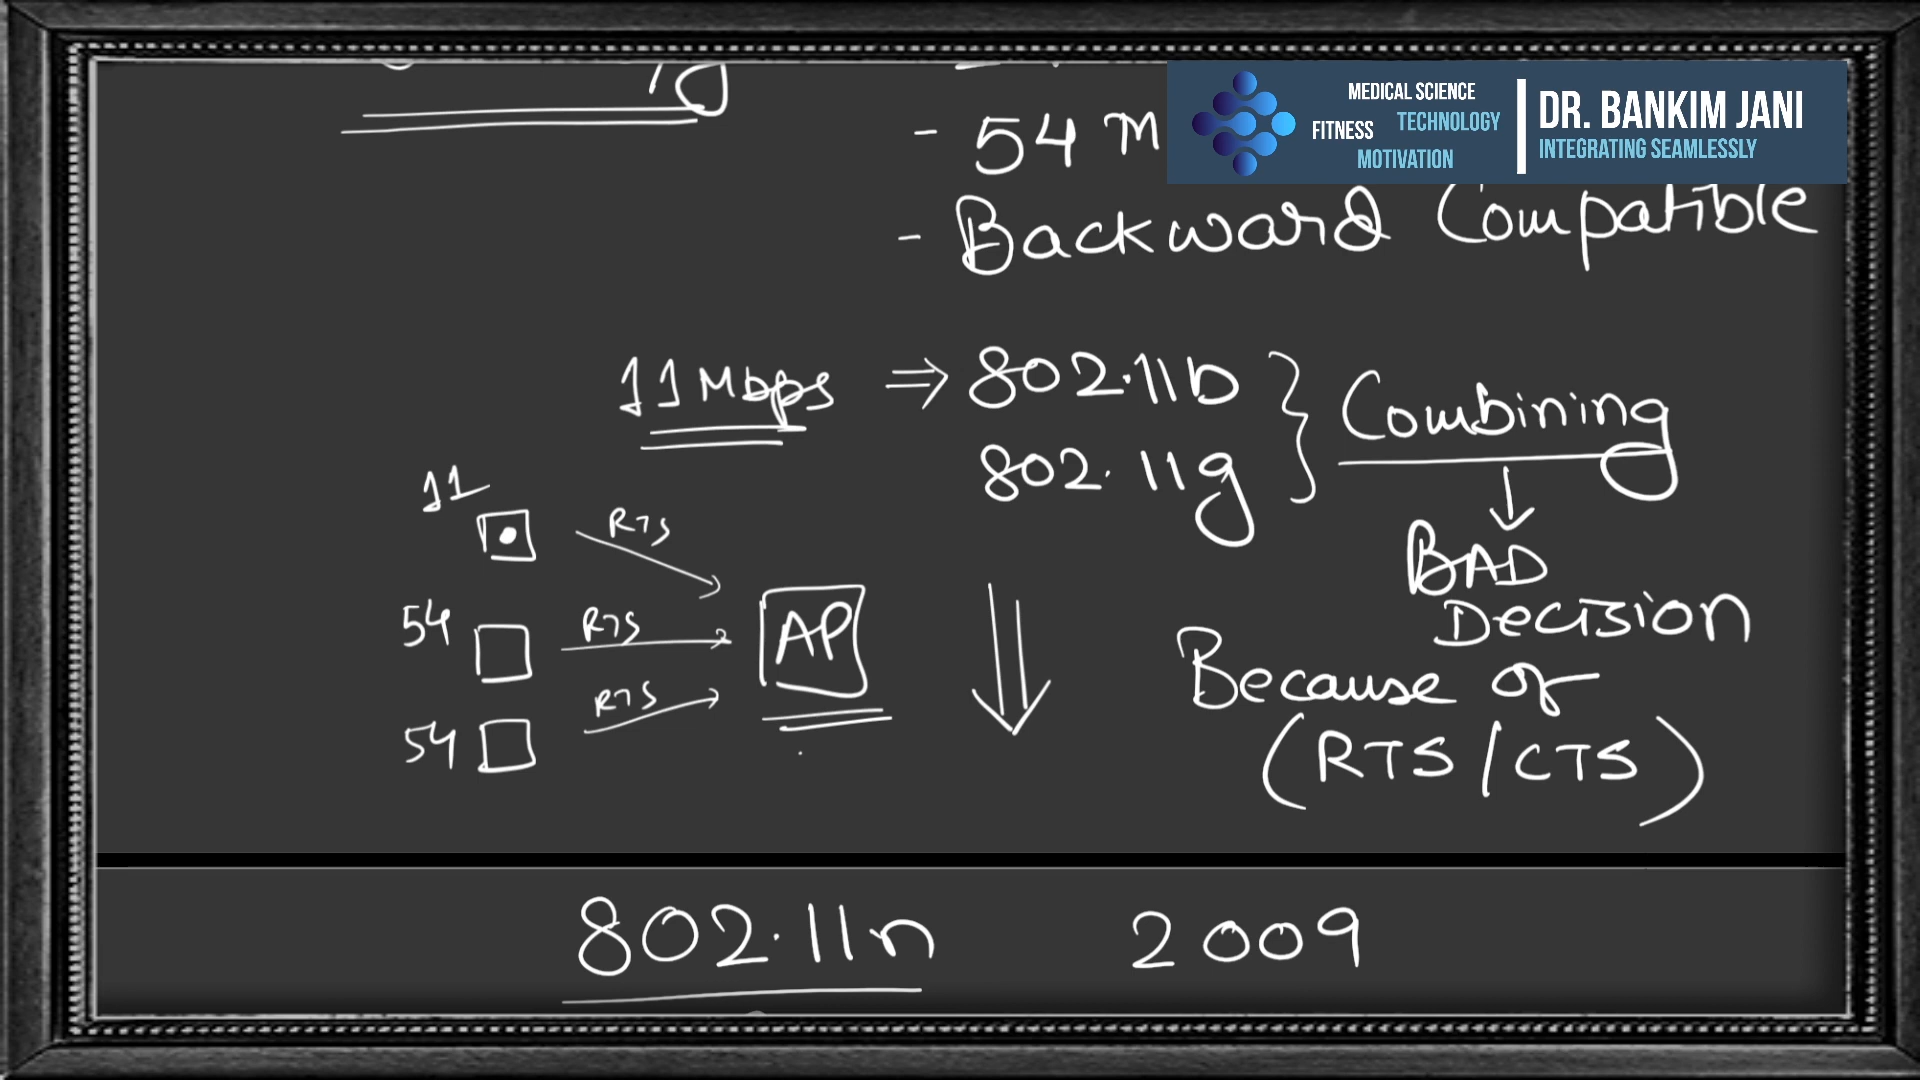 MEDICAL SCIENCE
FITNESS TECHNOLOGY
MOTIVATION
DR. BANKIM JANI
INTEGRATING SEAMLESSLY
- 54 M
- Backward Compatible
11 Mbps ⇒ 802.11b
802.11g
Combining
↓
BAD
DECISION
Because of
(RTS/CTS)
11
RTS
54
RTS
54
RTS
AP
802.11n 2009